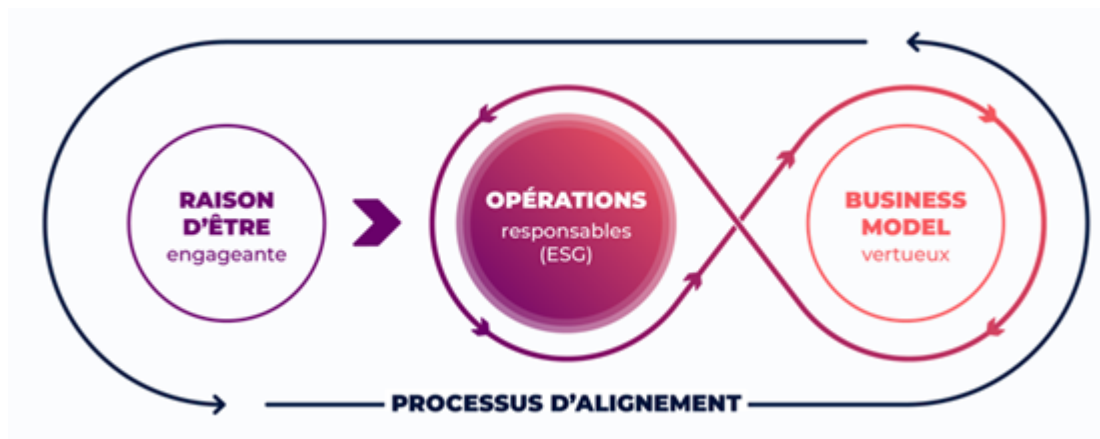 RAISON
D'ÊTRE
engageante
OPÉRATIONS
responsables
(ESG)
BUSINESS
MODEL
vertueux
PROCESSUS D'ALIGNEMENT